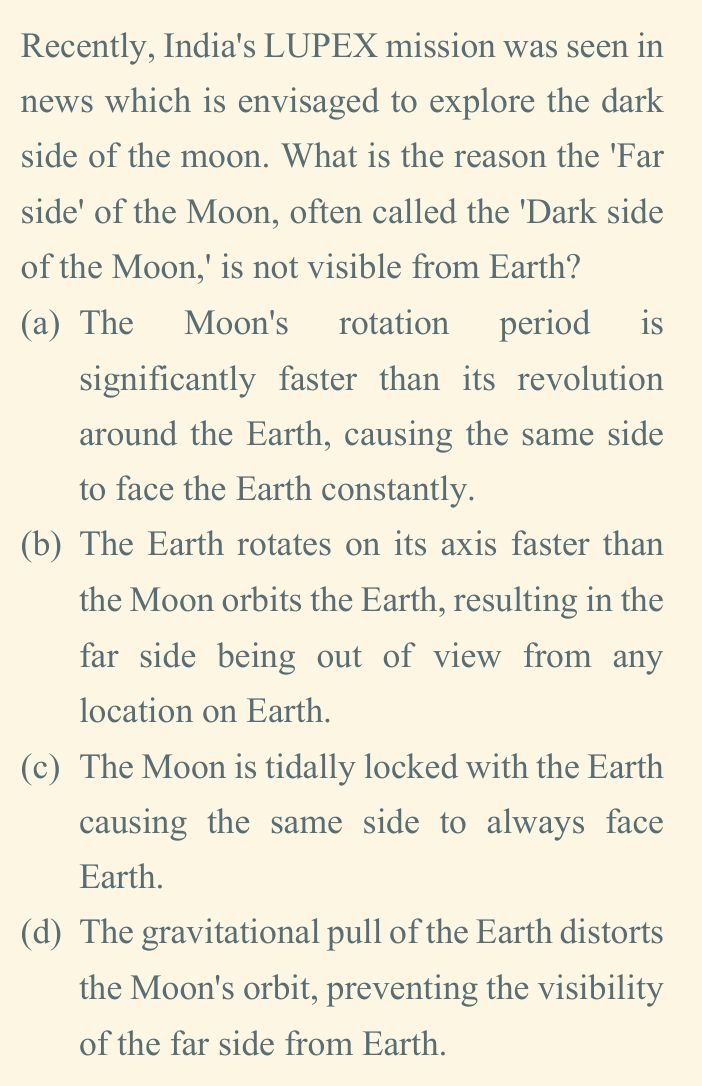 Recently, India's LUPEX mission was seen in
news which is envisaged to explore the dark
side of the moon. What is the reason the 'Far
side' of the Moon, often called the 'Dark side
of the Moon,' is not visible from Earth?
(a) The Moon's rotation period is
significantly faster than its revolution
around the Earth, causing the same side
to face the Earth constantly.
(b) The Earth rotates on its axis faster than
the Moon orbits the Earth, resulting in the
far side being out of view from any
location on Earth.
(c) The Moon is tidally locked with the Earth
causing the same side to always face
Earth.
(d) The gravitational pull of the Earth distorts
the Moon's orbit, preventing the visibility
of the far side from Earth.